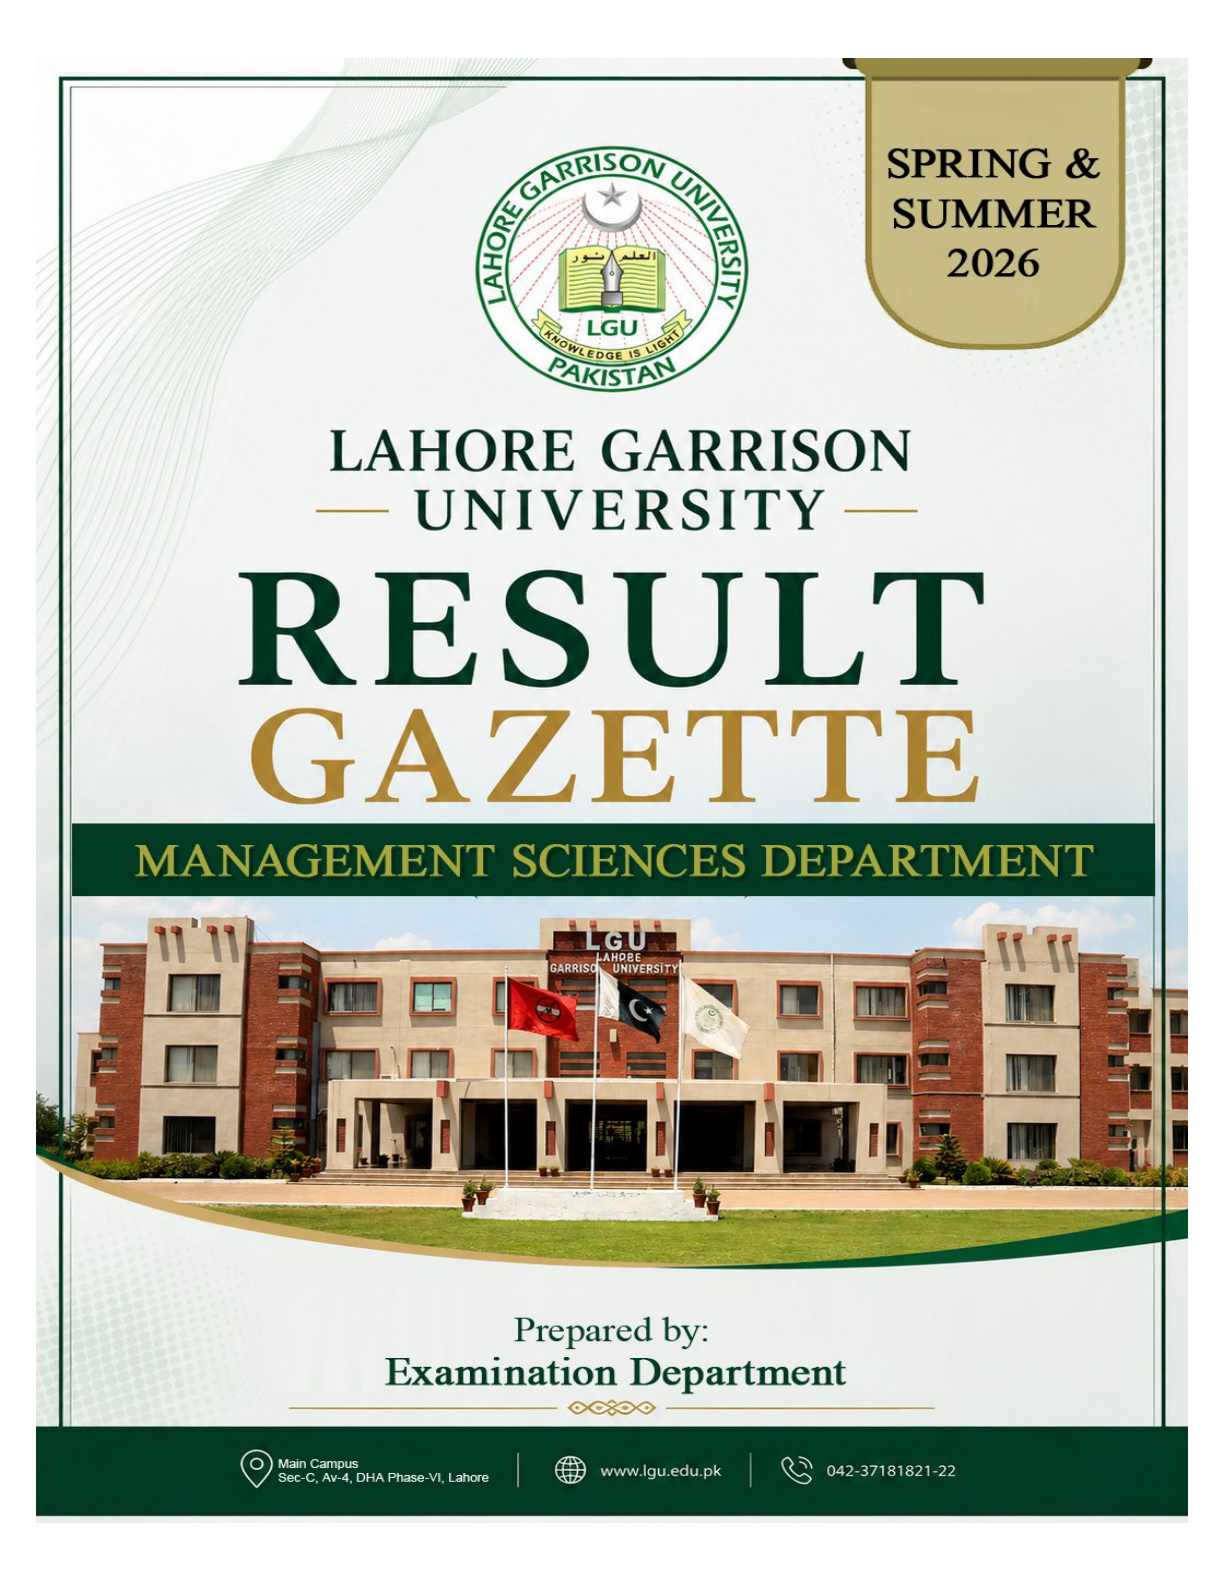 SPRING &
SUMMER
2026
LAHORE GARRISON UNIVERSITY
العلم نور
LGU
KNOWLEDGE IS LIGHT
PAKISTAN
LAHORE GARRISON
UNIVERSITY
RESULT
GAZETTE
MANAGEMENT SCIENCES DEPARTMENT
LGU
LAHORE
GARRISON UNIVERSITY
Prepared by:
Examination Department
Main Campus
Sec-C, Av-4, DHA Phase-VI, Lahore
www.lgu.edu.pk
042-37181821-22